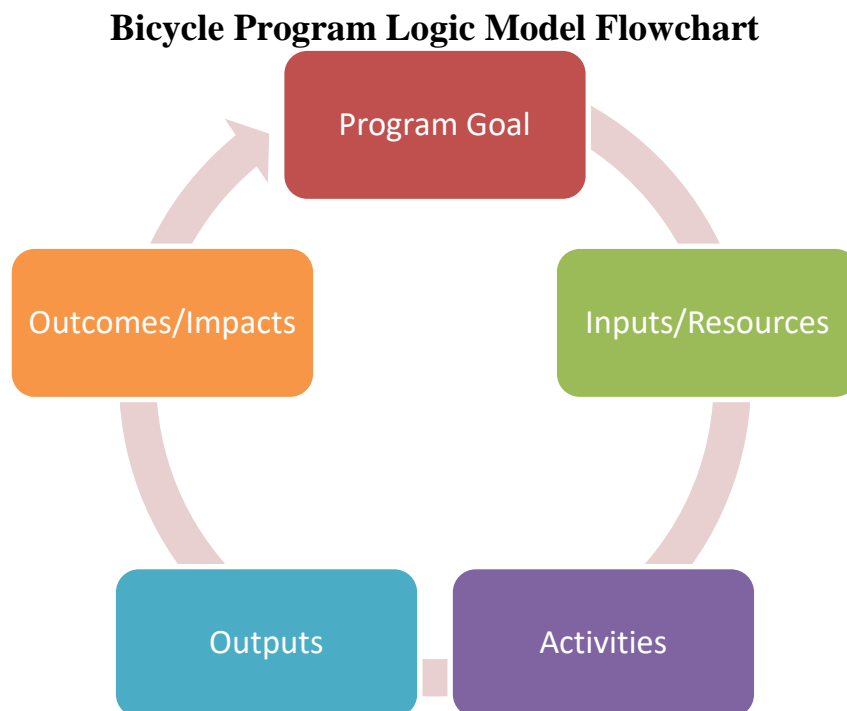 Bicycle Program Logic Model Flowchart
Program Goal
Inputs/Resources
Activities
Outputs
Outcomes/Impacts